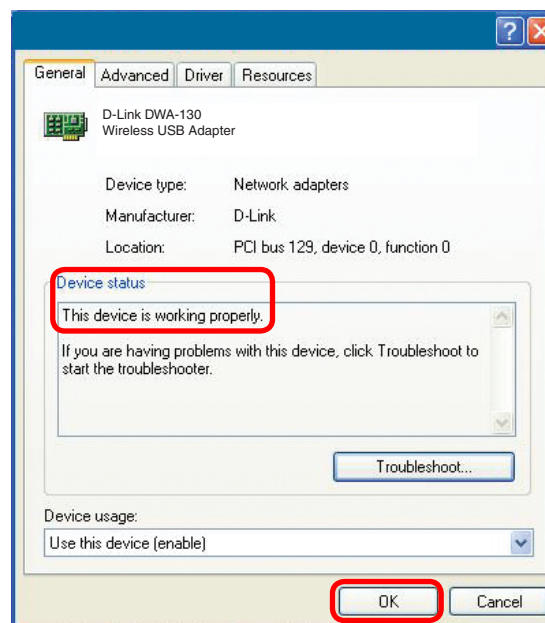 ?
General Advanced Driver Resources
D-Link DWA-130
Wireless USB Adapter
Device type: Network adapters
Manufacturer: D-Link
Location: PCI bus 129, device 0, function 0
Device status
This device is working properly.
If you are having problems with this device, click Troubleshoot to
start the troubleshooter.
Troubleshoot...
Device usage:
Use this device (enable)
OK Cancel